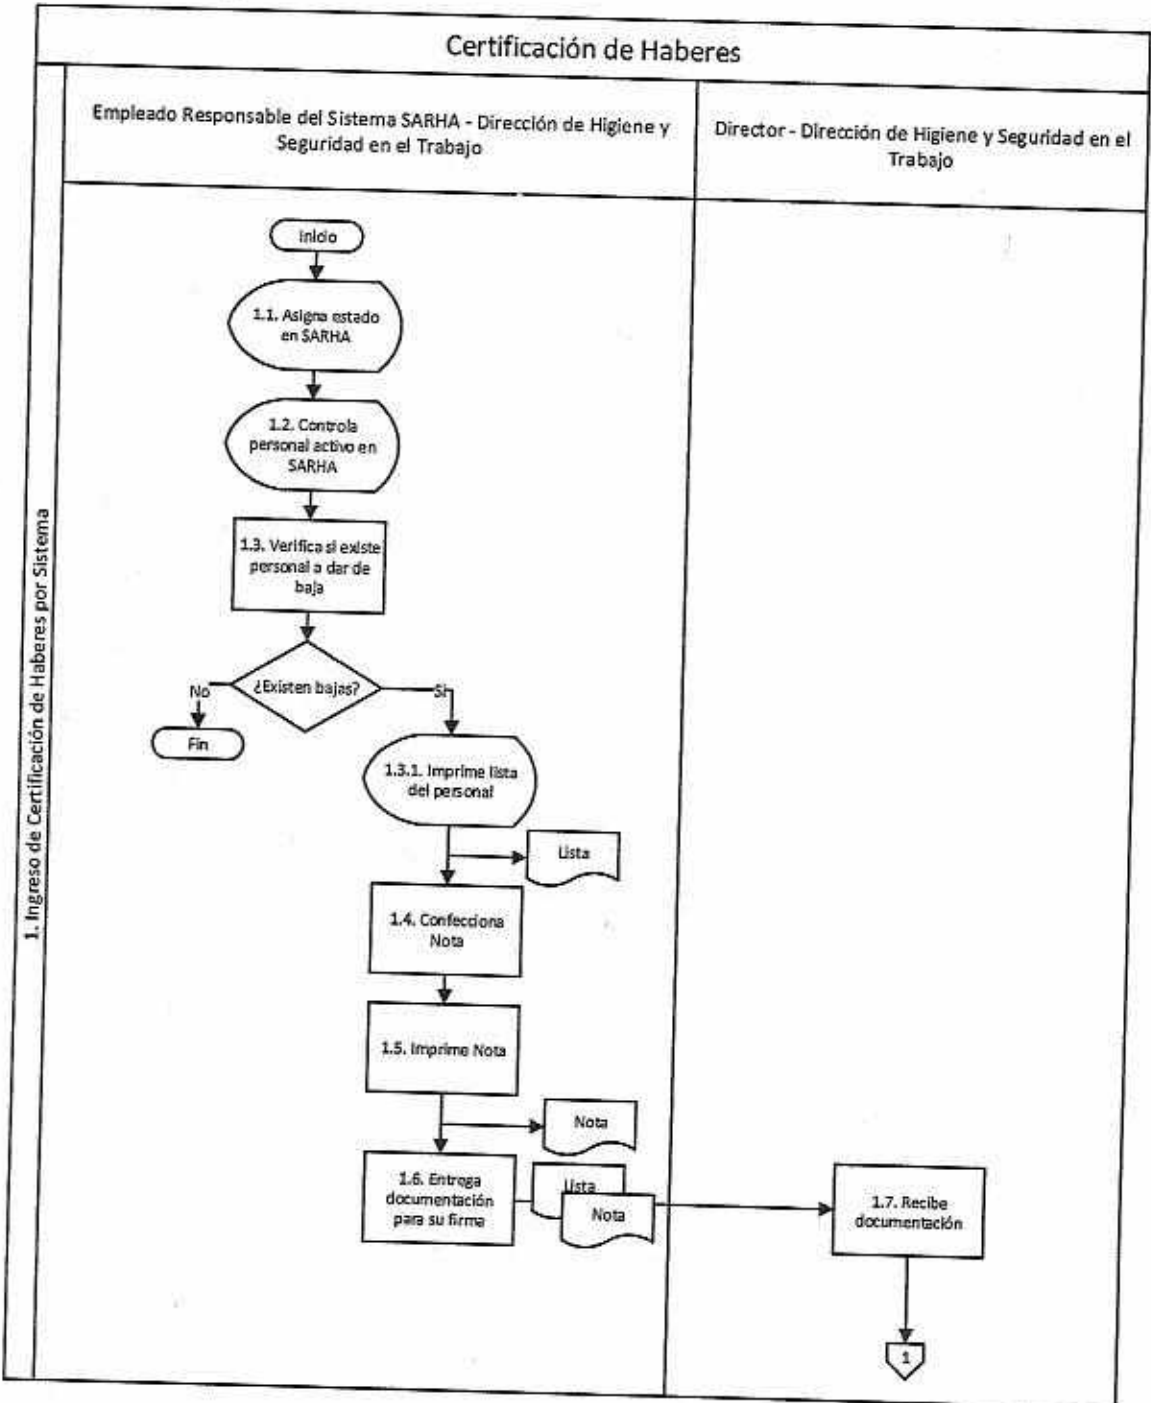 Certificación de Haberes
Empleado Responsable del Sistema SARHA - Dirección de Higiene y
Seguridad en el Trabajo
Director - Dirección de Higiene y Seguridad en el
Trabajo
1. Ingreso de Certificación de Haberes por Sistema
Inicio
1.1. Asigna estado
en SARHA
1.2. Controla
personal activo en
SARHA
1.3. Verifica si existe
personal a dar de
baja
¿Existen bajas?
No
Si
Fin
1.3.1. Imprime lista
del personal
Lista
1.4. Confecciona
Nota
1.5. Imprime Nota
Nota
1.6. Entrega
documentación
para su firma
Lista
Nota
1.7. Recibe
documentación
1